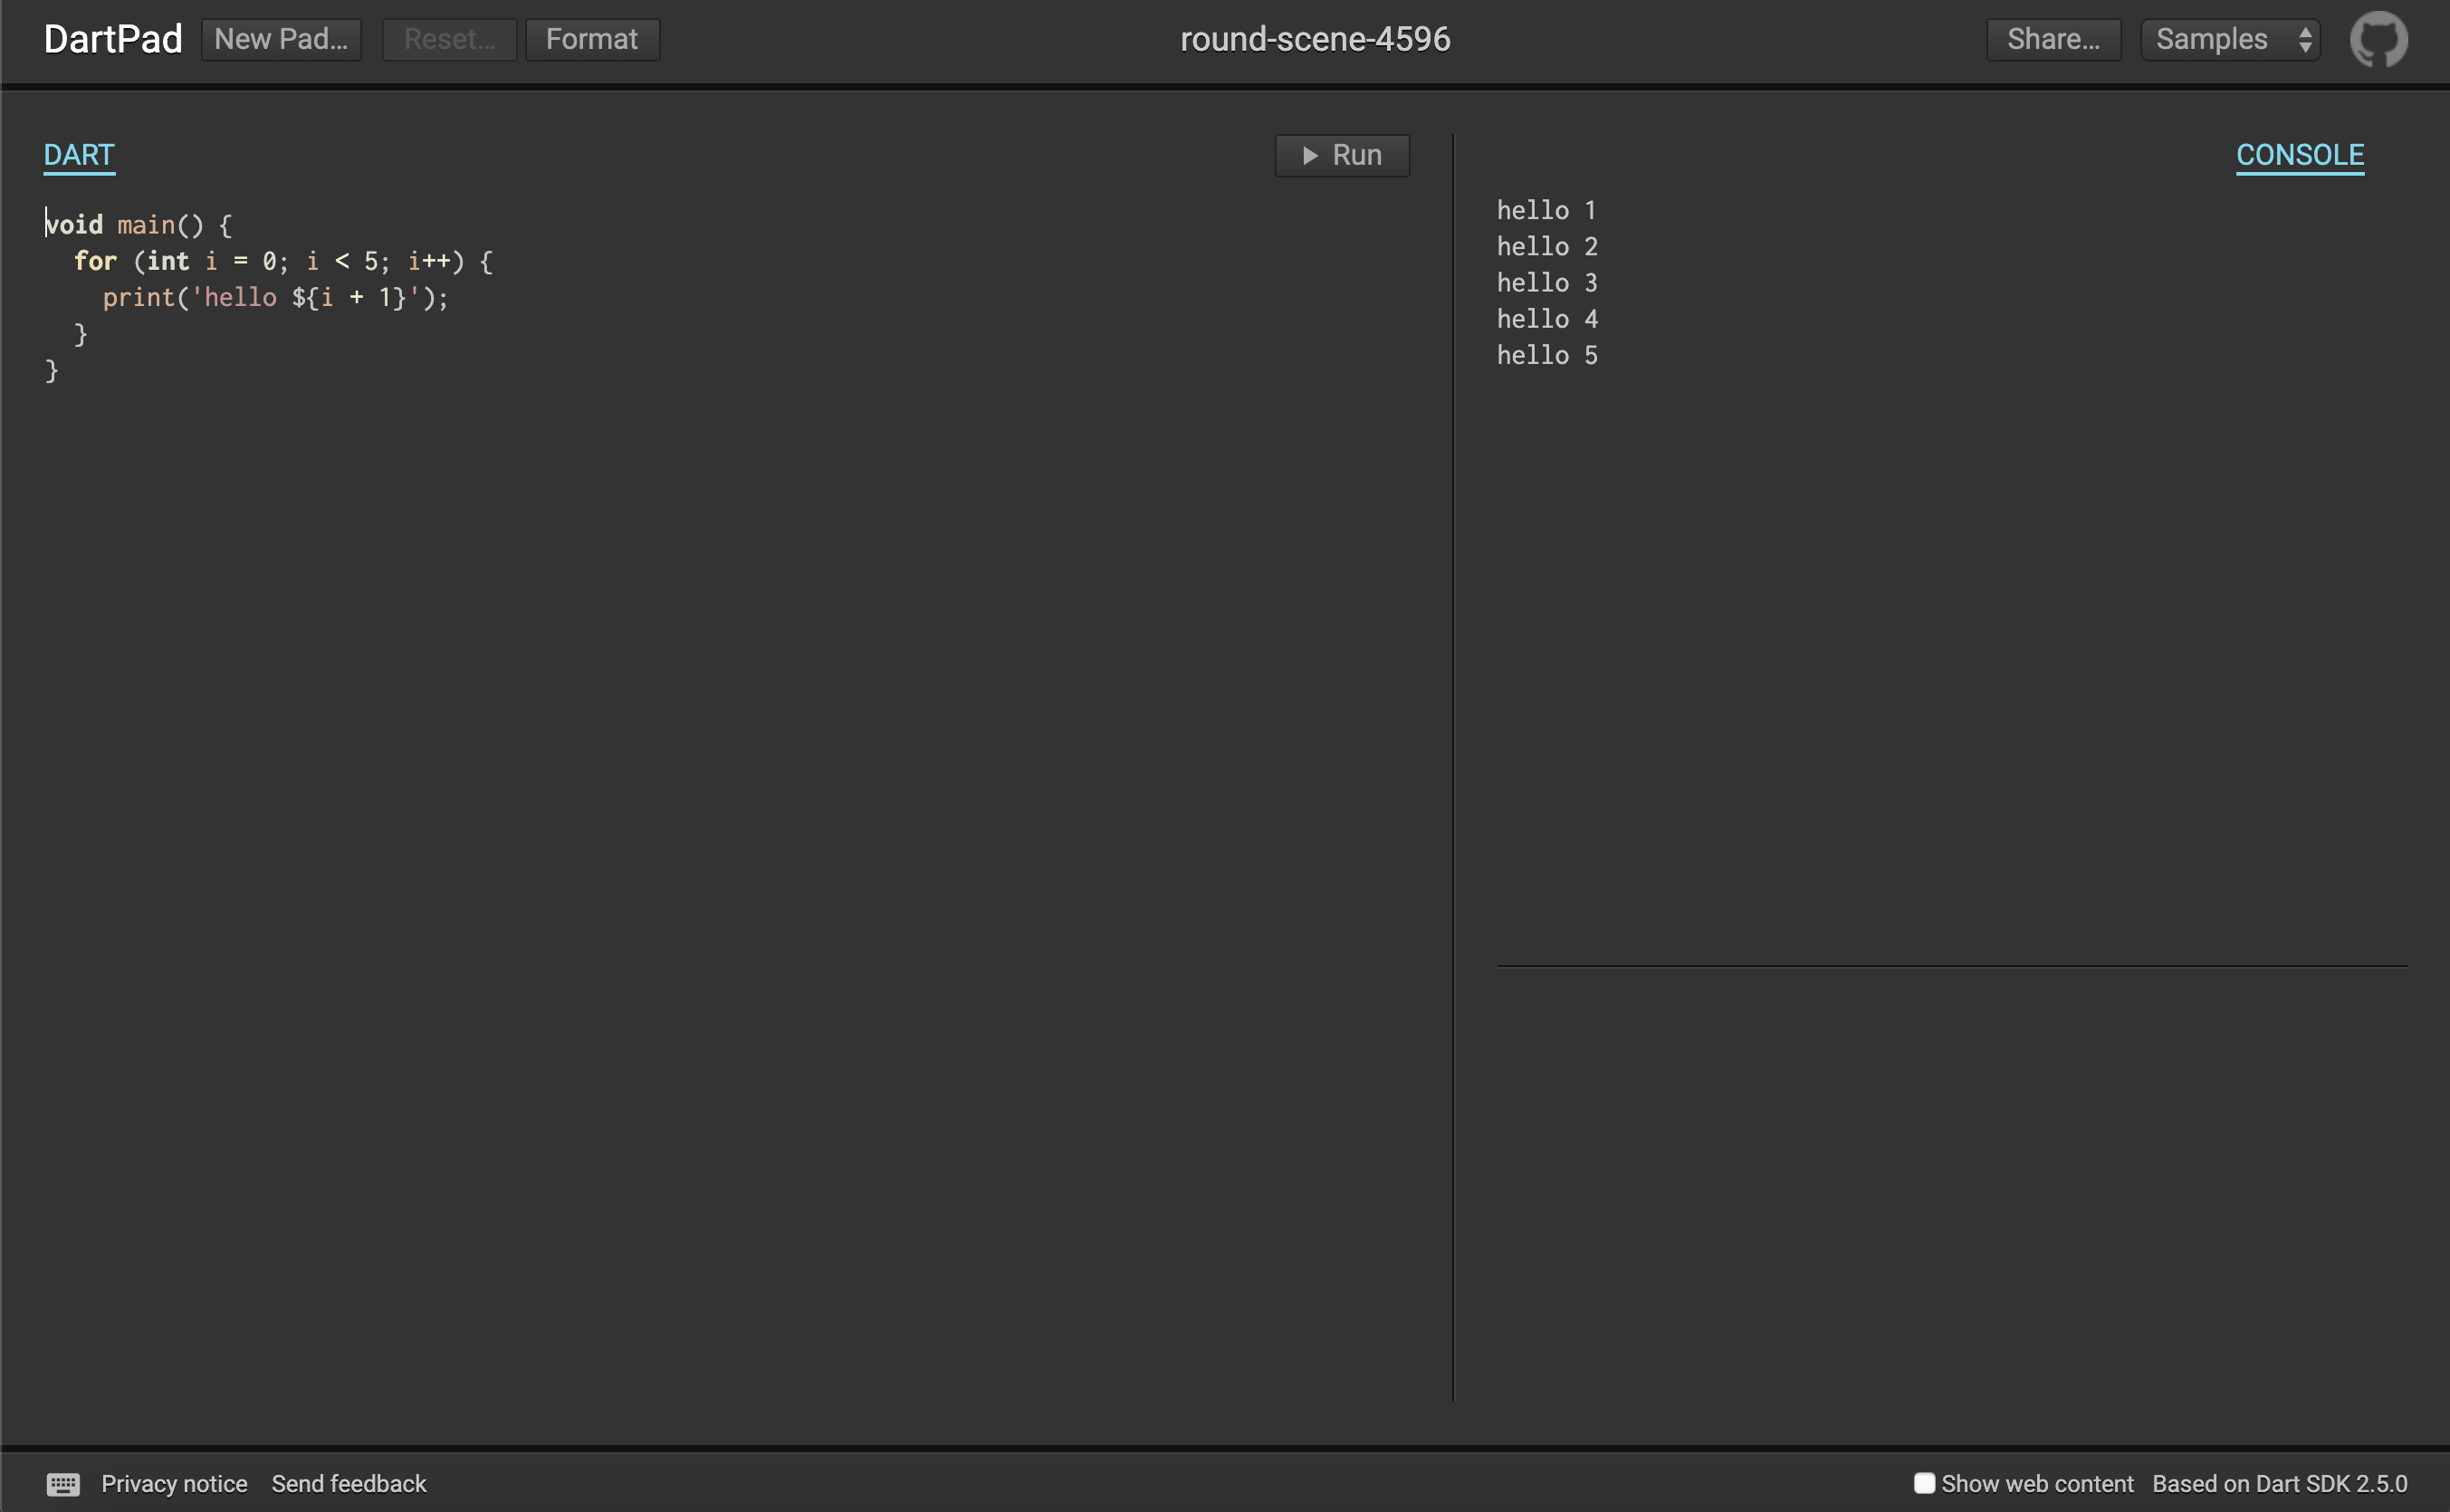 DartPad New Pad... Reset... Format round-scene-4596 Share... Samples
DART Run CONSOLE
void main() {
  for (int i = 0; i < 5; i++) {
    print('hello ${i + 1}');
  }
}
hello 1
hello 2
hello 3
hello 4
hello 5
Privacy notice Send feedback Show web content Based on Dart SDK 2.5.0